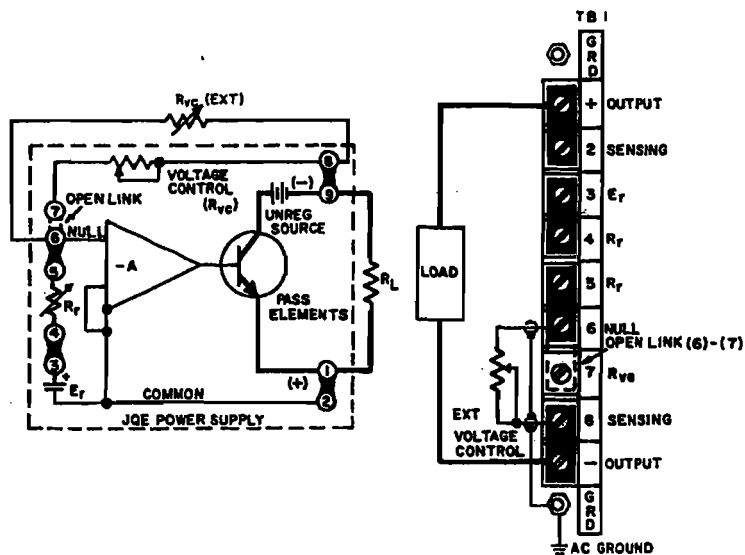 R_VC (EXT)
8
VOLTAGE
CONTROL
(R_VC)
7
OPEN LINK
6
NULL
5
R_r
4
3
+
E_r
-A
(-)
9
UNREG
SOURCE
PASS
ELEMENTS
R_L
(+)
1
2
COMMON
JQE POWER SUPPLY
TB 1
GRD
+ OUTPUT
2 SENSING
3 E_r
4 R_r
5 R_r
6 NULL
OPEN LINK (6)-(7)
7 R_VC
6 SENSING
- OUTPUT
GRD
LOAD
EXT
VOLTAGE
CONTROL
AC GROUND